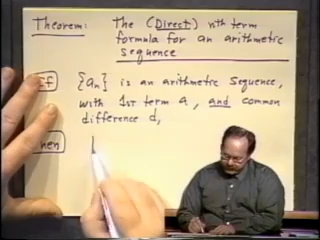 Theorem: The (Direct) nth term
formula for an arithmetic
sequence
If {an} is an arithmetic sequence,
with 1st term a, and common
difference d,